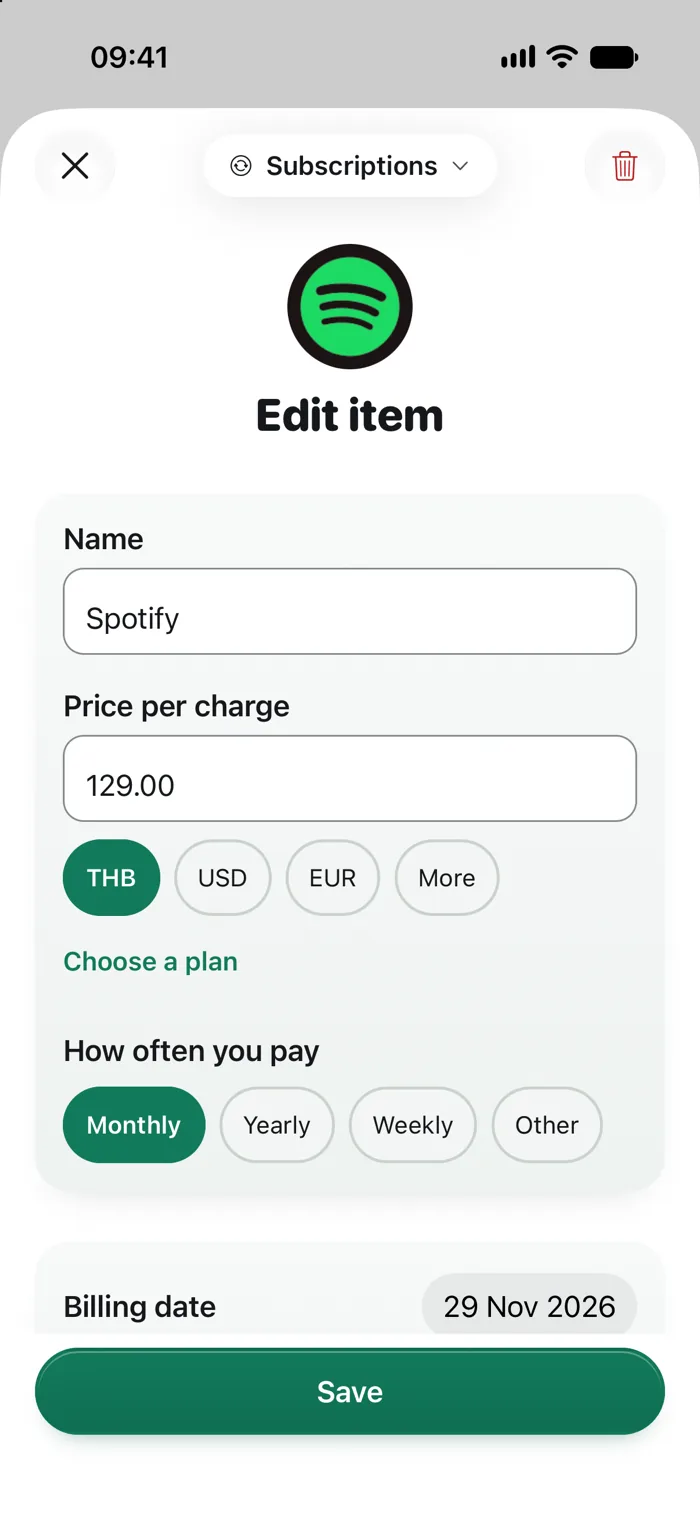 09:41
Subscriptions
Edit item
Name
Spotify
Price per charge
129.00
THB USD EUR More
Choose a plan
How often you pay
Monthly Yearly Weekly Other
Billing date 29 Nov 2026
Save